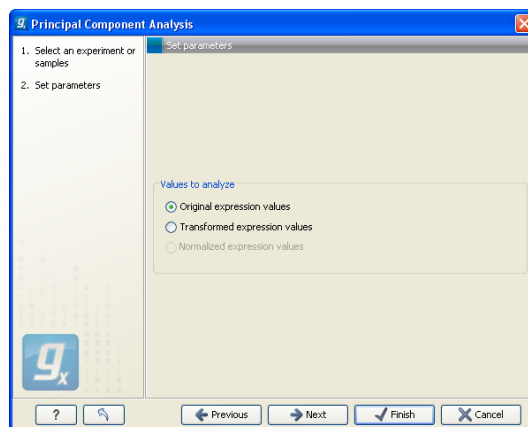 Principal Component Analysis
1. Select an experiment or
samples
2. Set parameters
Set parameters
Values to analyze
Original expression values
Transformed expression values
Normalized expression values
gx
?
Previous
Next
Finish
Cancel